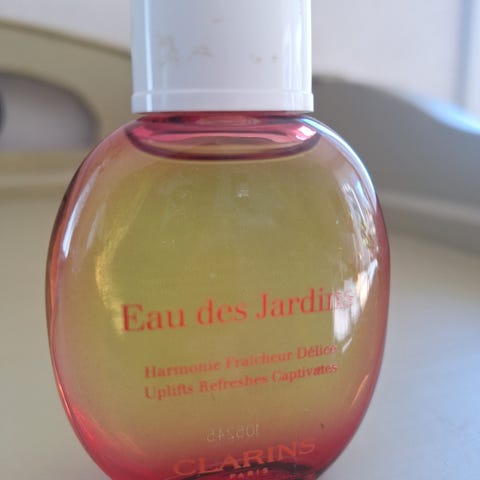 Eau des Jardins
Harmonie Fraîcheur Délice
Uplifts Refreshes Captivates
CLARINS
PARIS